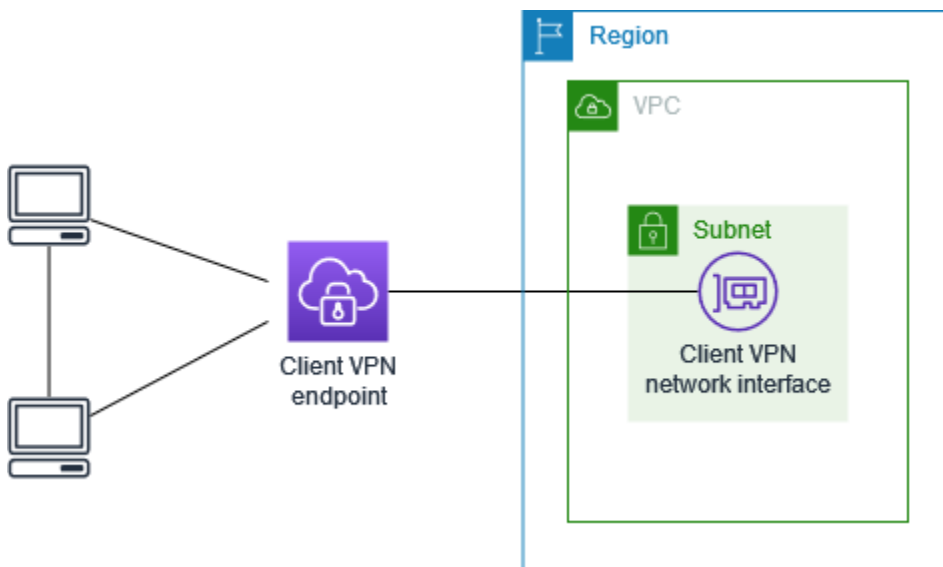 Region
VPC
Subnet
Client VPN
endpoint
Client VPN
network interface